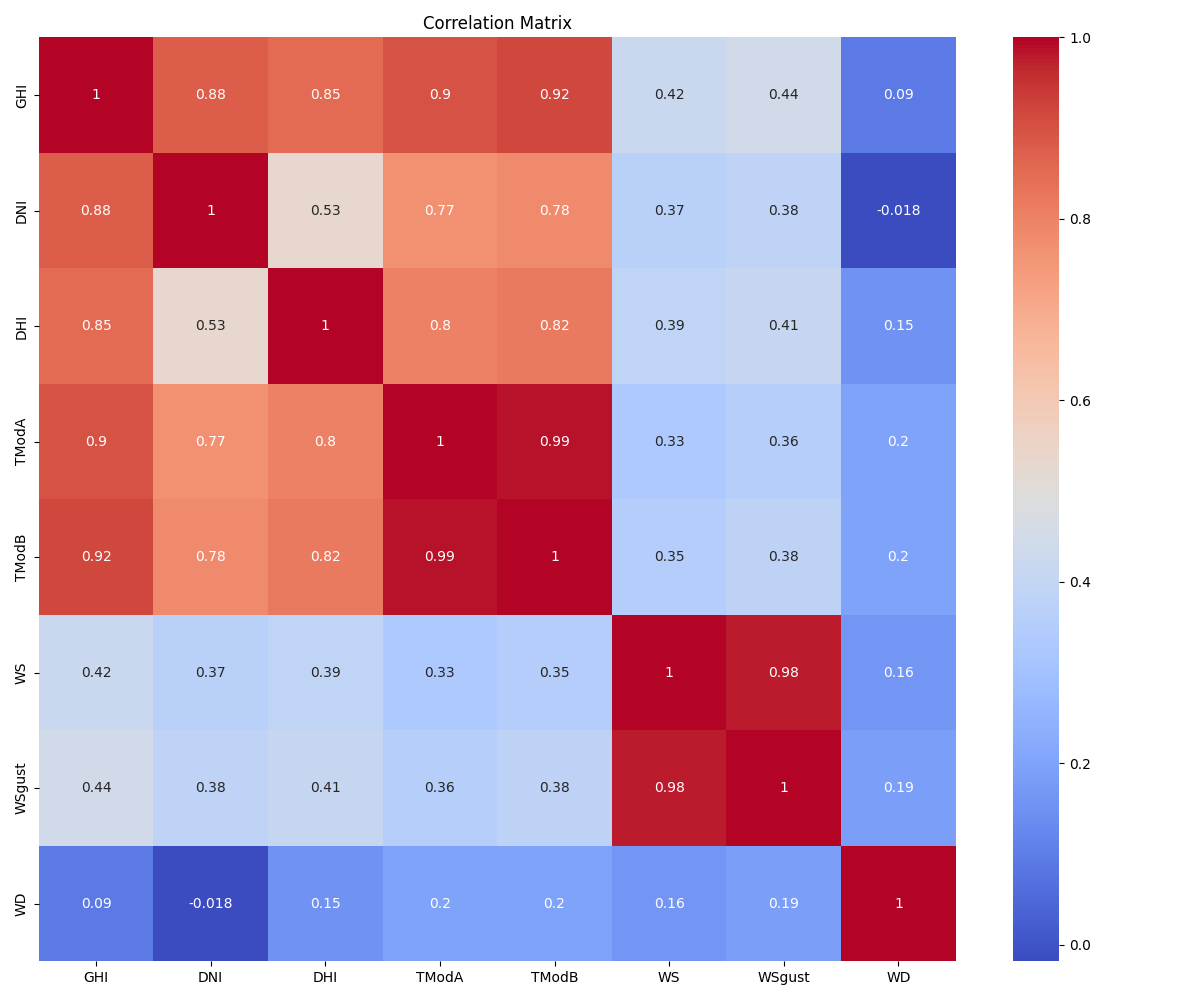 Correlation Matrix
GHI 1 0.88 0.85 0.9 0.92 0.42 0.44 0.09
DNI 0.88 1 0.53 0.77 0.78 0.37 0.38 -0.018
DHI 0.85 0.53 1 0.8 0.82 0.39 0.41 0.15
TModA 0.9 0.77 0.8 1 0.99 0.33 0.36 0.2
TModB 0.92 0.78 0.82 0.99 1 0.35 0.38 0.2
WS 0.42 0.37 0.39 0.33 0.35 1 0.98 0.16
WSgust 0.44 0.38 0.41 0.36 0.38 0.98 1 0.19
WD 0.09 -0.018 0.15 0.2 0.2 0.16 0.19 1
GHI DNI DHI TModA TModB WS WSgust WD
1.0
0.8
0.6
0.4
0.2
0.0